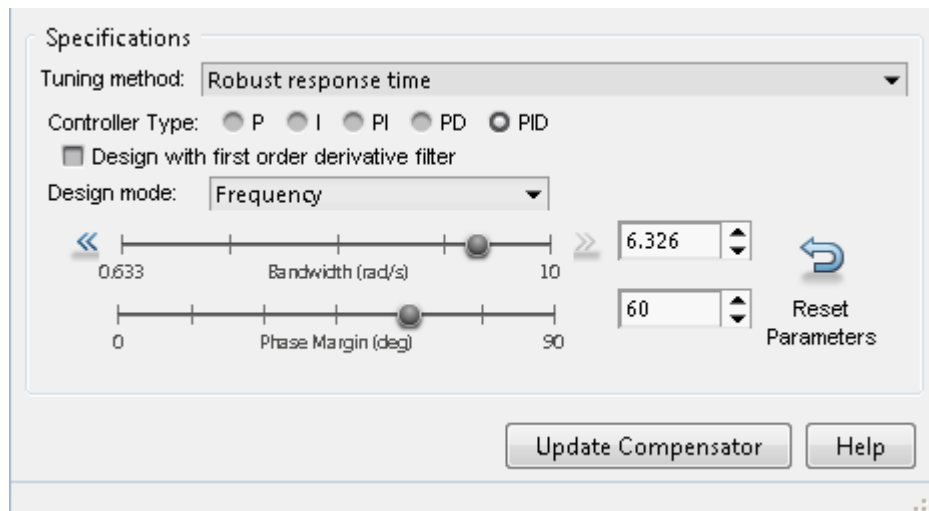 Specifications
Tuning method: Robust response time
Controller Type: P I PI PD PID
Design with first order derivative filter
Design mode: Frequency
6.326
0.633 Bandwidth (rad/s) 10
60 Reset
0 Phase Margin (deg) 90 Parameters
Update Compensator Help